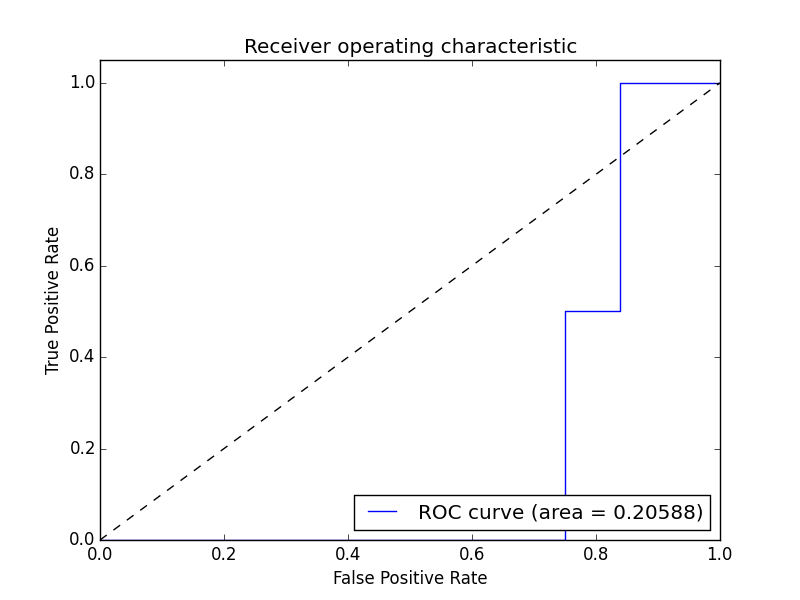 Receiver operating characteristic
1.0
0.8
0.6
0.4
0.2
0.0
True Positive Rate
ROC curve (area = 0.20588)
0.0 0.2 0.4 0.6 0.8 1.0
False Positive Rate